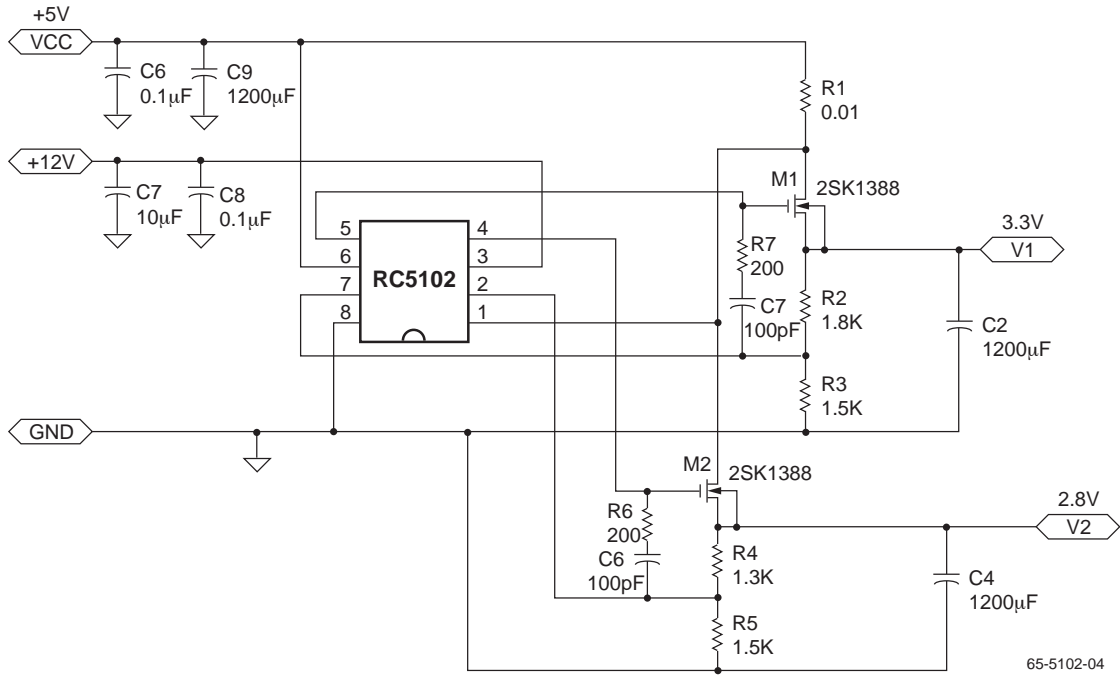 +5V
VCC
C6
0.1μF
C9
1200μF
R1
0.01
+12V
C7
10μF
C8
0.1μF
M1
2SK1388
3.3V
V1
5
6
7
8
RC5102
4
3
2
1
R7
200
C7
100pF
R2
1.8K
C2
1200μF
R3
1.5K
GND
M2
2SK1388
2.8V
V2
R6
200
C6
100pF
R4
1.3K
C4
1200μF
R5
1.5K
65-5102-04